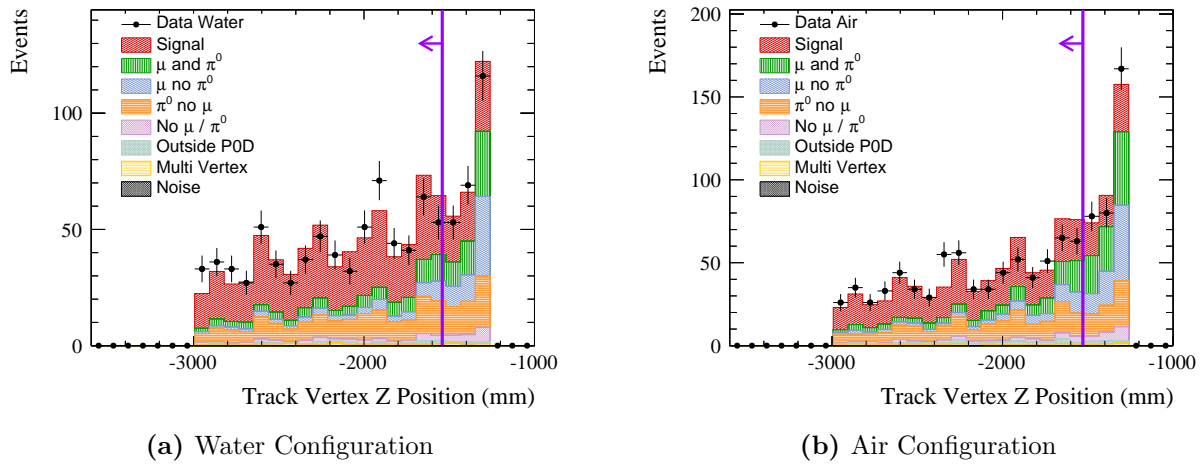 Events
100
50
0
Data Water
Signal
μ and π⁰
μ no π⁰
π⁰ no μ
No μ / π⁰
Outside P0D
Multi Vertex
Noise
-3000 -2000 -1000
Track Vertex Z Position (mm)
(a) Water Configuration
Events
200
150
100
50
0
Data Air
Signal
μ and π⁰
μ no π⁰
π⁰ no μ
No μ / π⁰
Outside P0D
Multi Vertex
Noise
-3000 -2000 -1000
Track Vertex Z Position (mm)
(b) Air Configuration